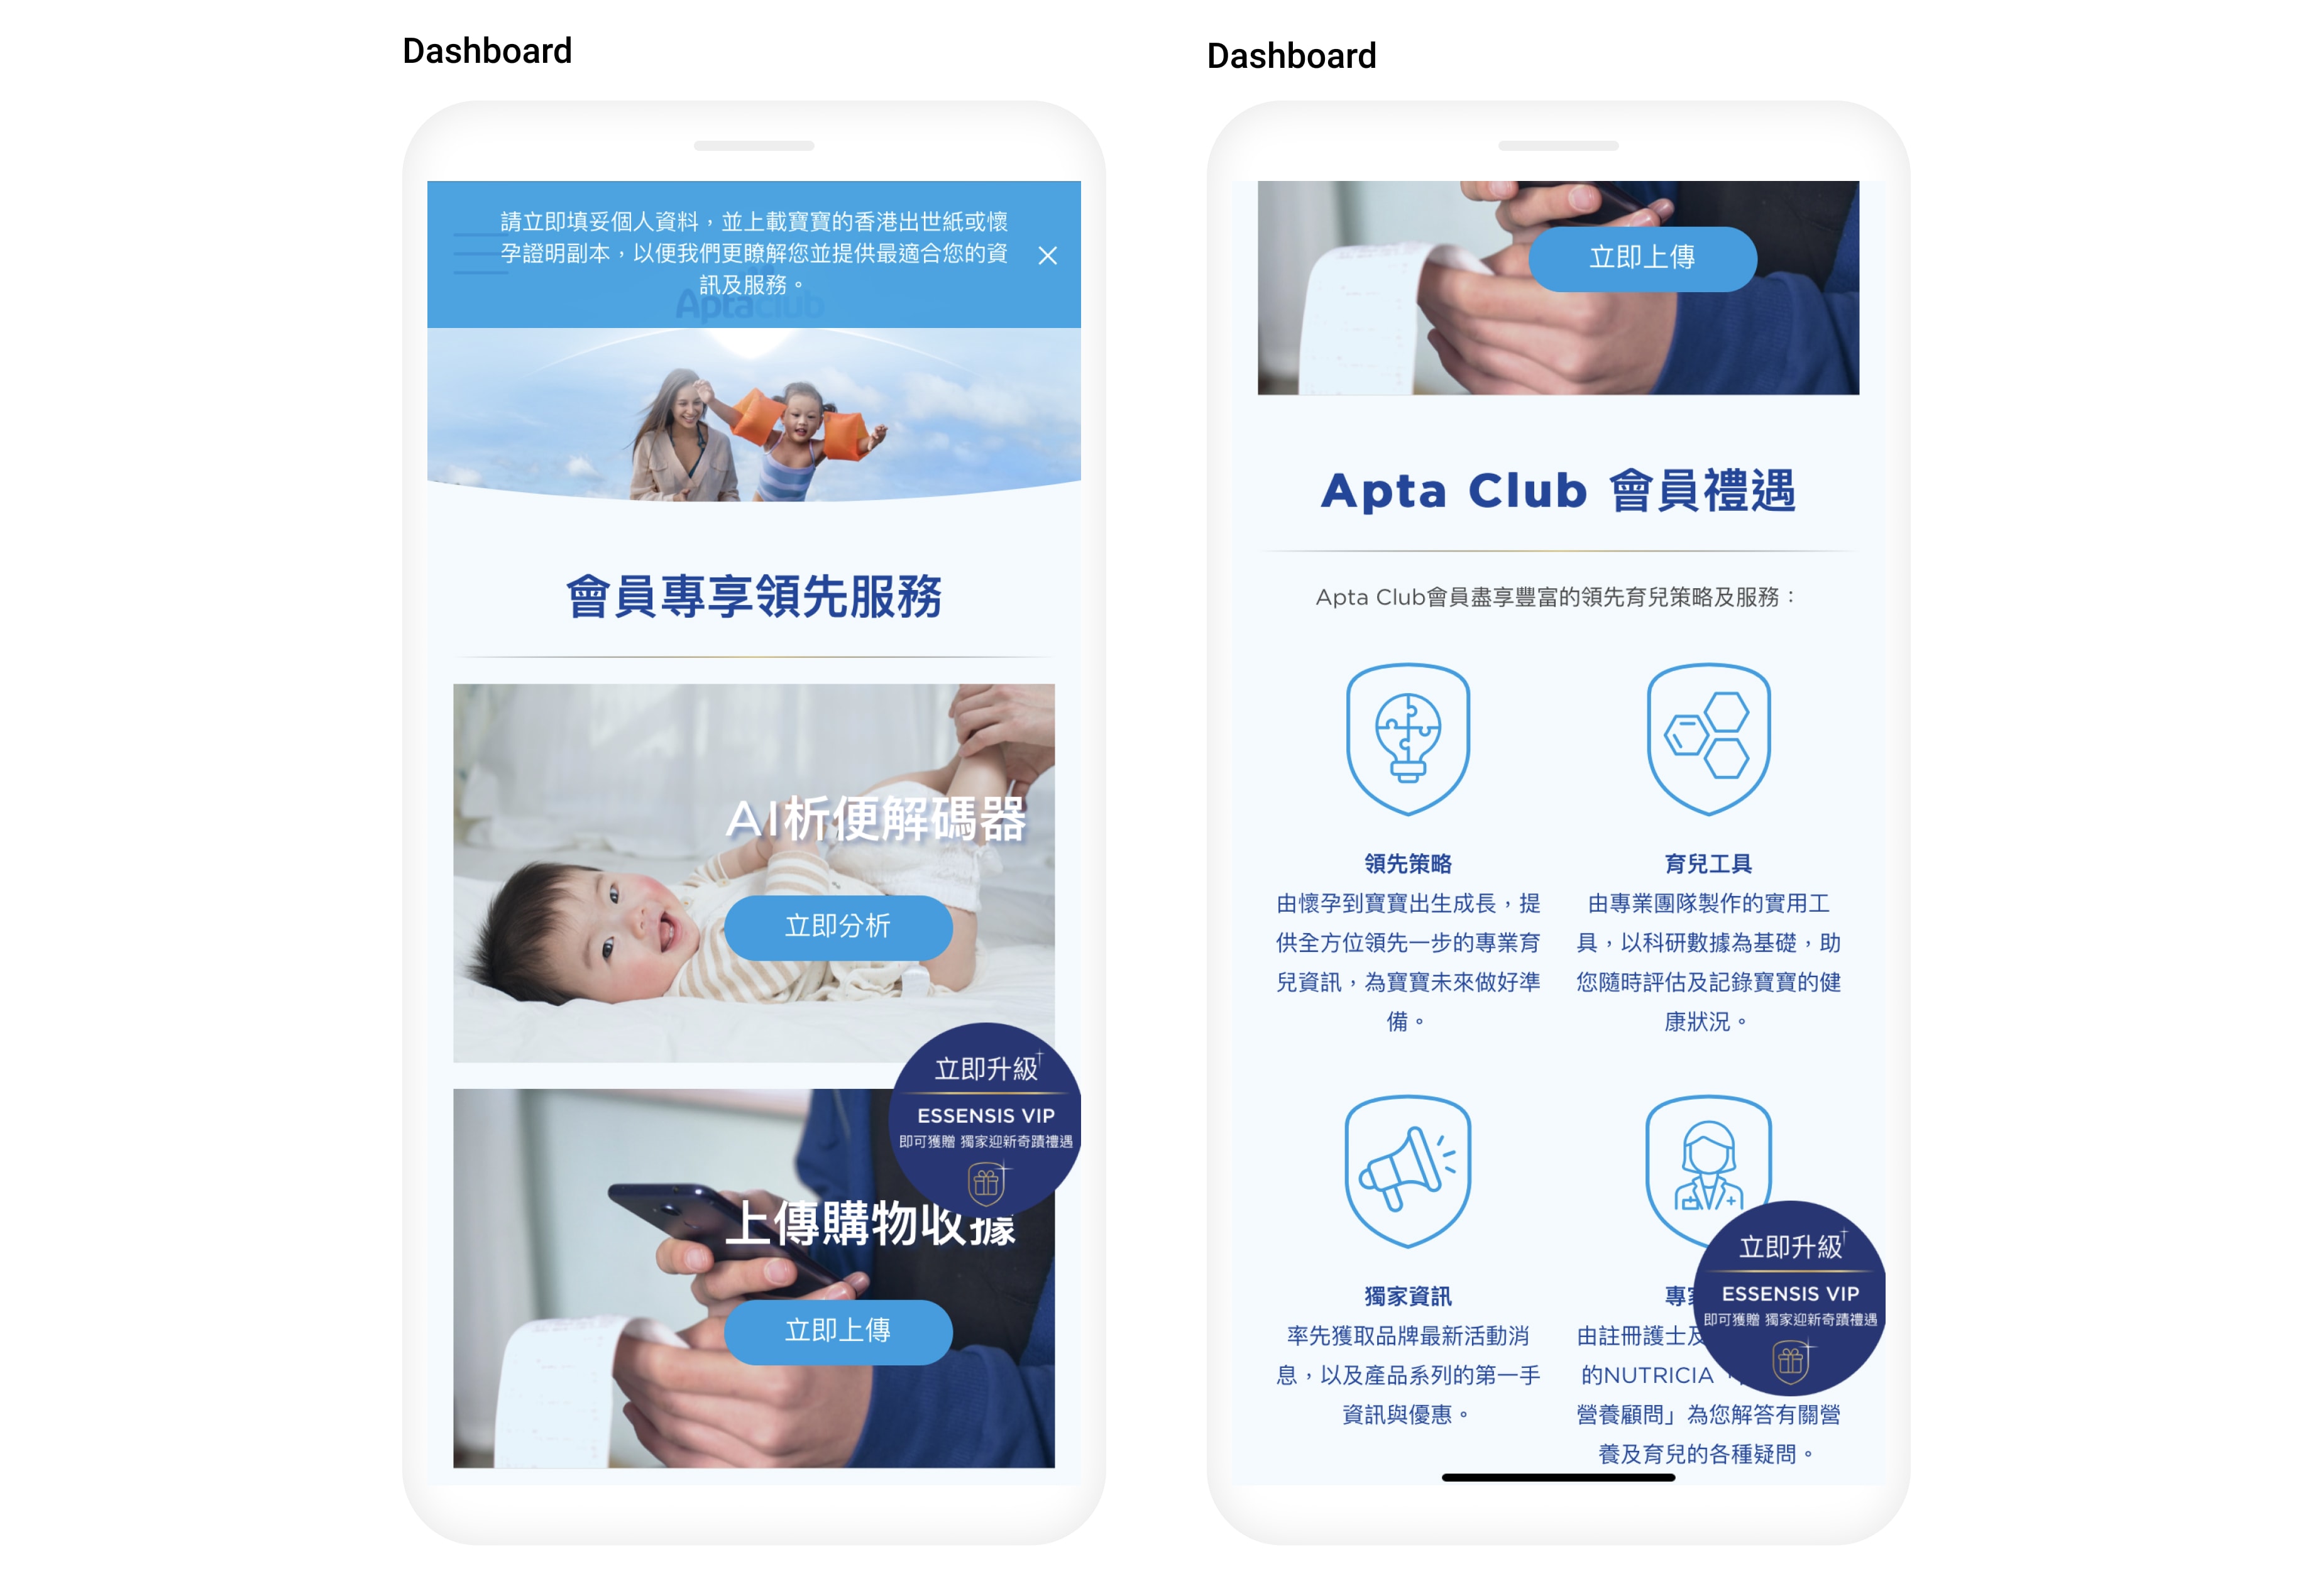 Dashboard
請立即填妥個人資料，並上載寶寶的香港出世紙或懷
孕證明副本，以便我們更瞭解您並提供最適合您的資
訊及服務。
Aptaclub
會員專享領先服務
AI析便解碼器
立即分析
立即升級
ESSENSIS VIP
即可獲贈 獨家迎新奇蹟禮遇
上傳購物收據
立即上傳
Dashboard
立即上傳
Apta Club 會員禮遇
Apta Club會員盡享豐富的領先育兒策略及服務：
領先策略
由懷孕到寶寶出生成長，提
供全方位領先一步的專業育
兒資訊，為寶寶未來做好準
備。
育兒工具
由專業團隊製作的實用工
具，以科研數據為基礎，助
您隨時評估及記錄寶寶的健
康狀況。
獨家資訊
率先獲取品牌最新活動消
息，以及產品系列的第一手
資訊與優惠。
專
由註冊護士及
的NUTRICIA
營養顧問」為您解答有關營
養及育兒的各種疑問。
立即升級
ESSENSIS VIP
即可獲贈 獨家迎新奇蹟禮遇